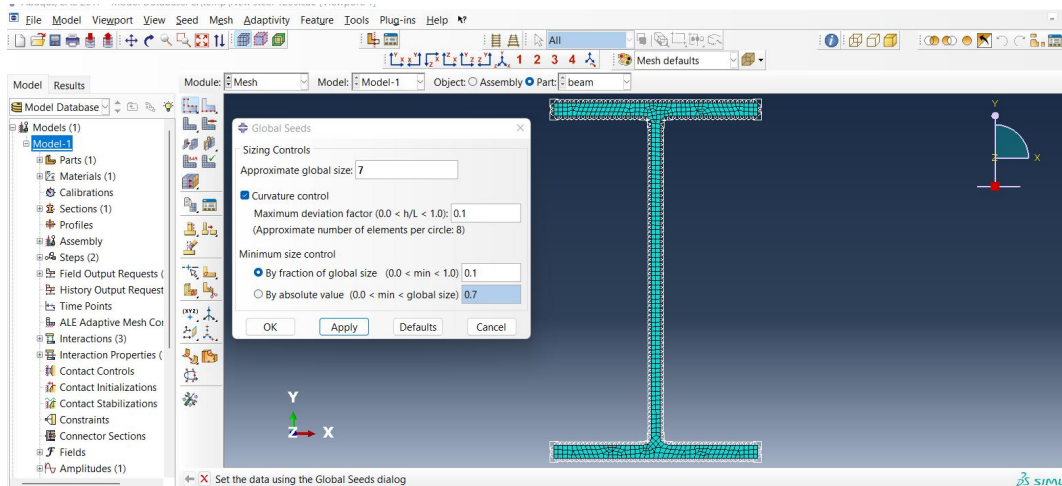 File Model Viewport View Seed Mesh Adaptivity Feature Tools Plug-ins Help
All
1 2 3 4 Mesh defaults
Model Results Module: Mesh Model: Model-1 Object: Assembly Part: beam
Model Database
Models (1)
Model-1
Parts (1)
Materials (1)
Calibrations
Sections (1)
Profiles
Assembly
Steps (2)
Field Output Requests (
History Output Request
Time Points
ALE Adaptive Mesh Cor
Interactions (3)
Interaction Properties (
Contact Controls
Contact Initializations
Contact Stabilizations
Constraints
Connector Sections
Fields
Amplitudes (1)
(XYZ)
Global Seeds
Sizing Controls
Approximate global size: 7
Curvature control
Maximum deviation factor (0.0 < h/L < 1.0): 0.1
(Approximate number of elements per circle: 8)
Minimum size control
By fraction of global size (0.0 < min < 1.0) 0.1
By absolute value (0.0 < min < global size) 0.7
OK Apply Defaults Cancel
Y
Z X
Y
Z X
Set the data using the Global Seeds dialog
SIMU